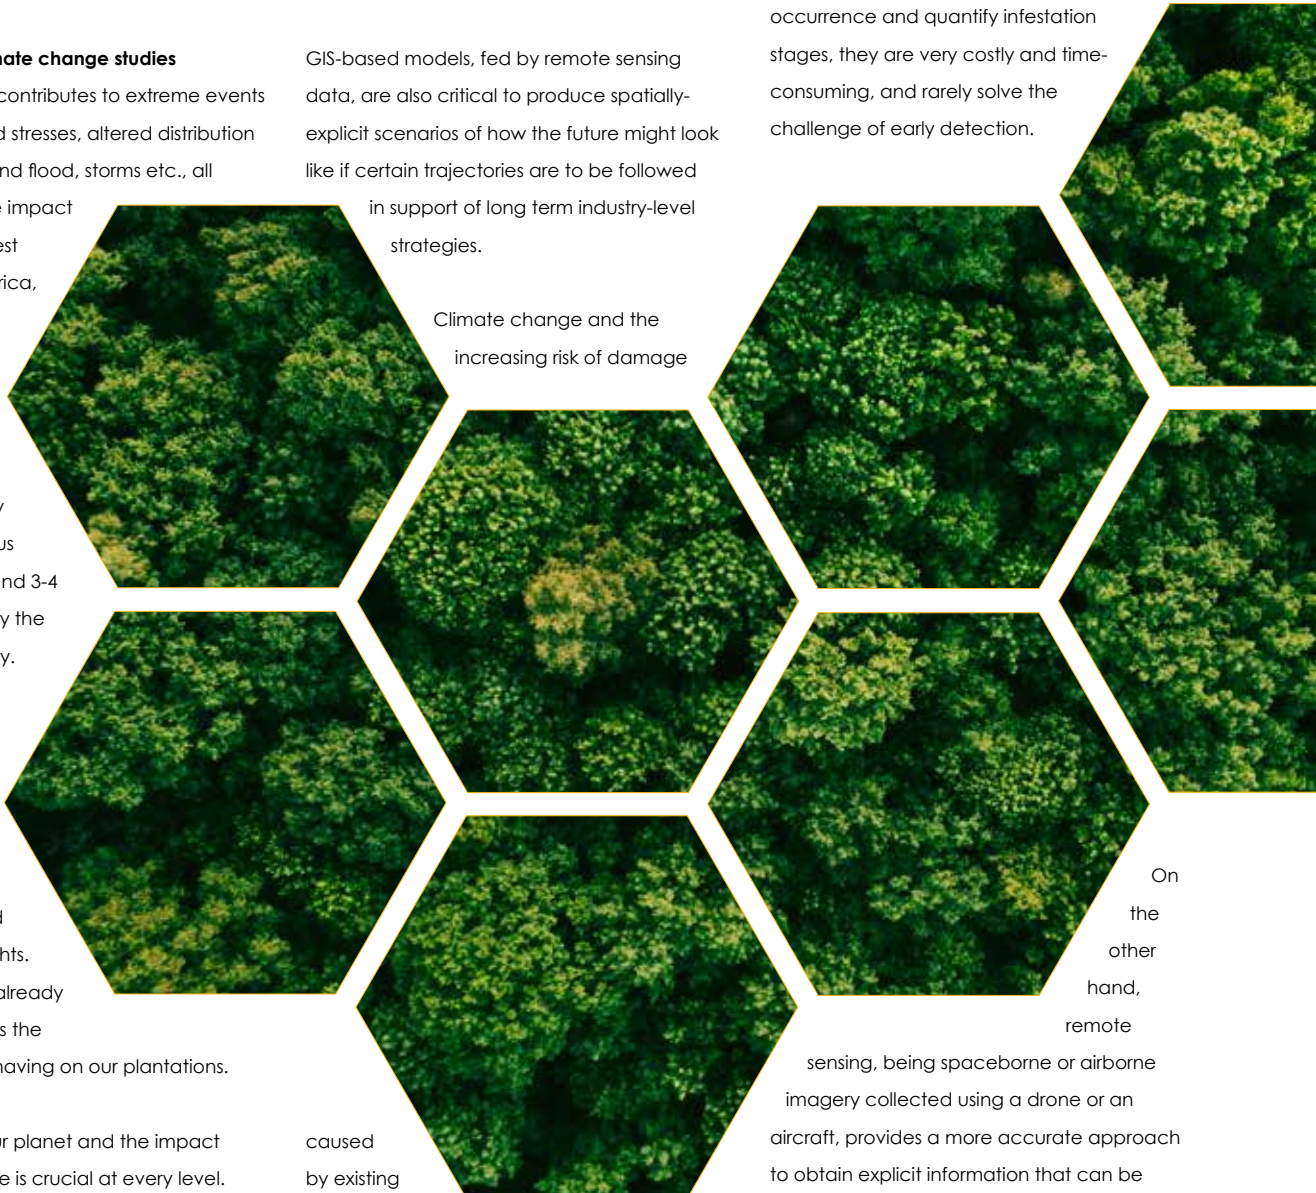 nate change studies
contributes to extreme events
d stresses, altered distribution
nd flood, storms etc., all
e impact
est
rica,
y
us
nd 3-4
y the
y.
d
hts.
already
s the
having on our plantations.
ur planet and the impact
e is crucial at every level.
GIS-based models, fed by remote sensing
data, are also critical to produce spatially-
explicit scenarios of how the future might look
like if certain trajectories are to be followed
in support of long term industry-level
strategies.
Climate change and the
increasing risk of damage
caused
by existing
occurrence and quantify infestation
stages, they are very costly and time-
consuming, and rarely solve the
challenge of early detection.
On
the
other
hand,
remote
sensing, being spaceborne or airborne
imagery collected using a drone or an
aircraft, provides a more accurate approach
to obtain explicit information that can be